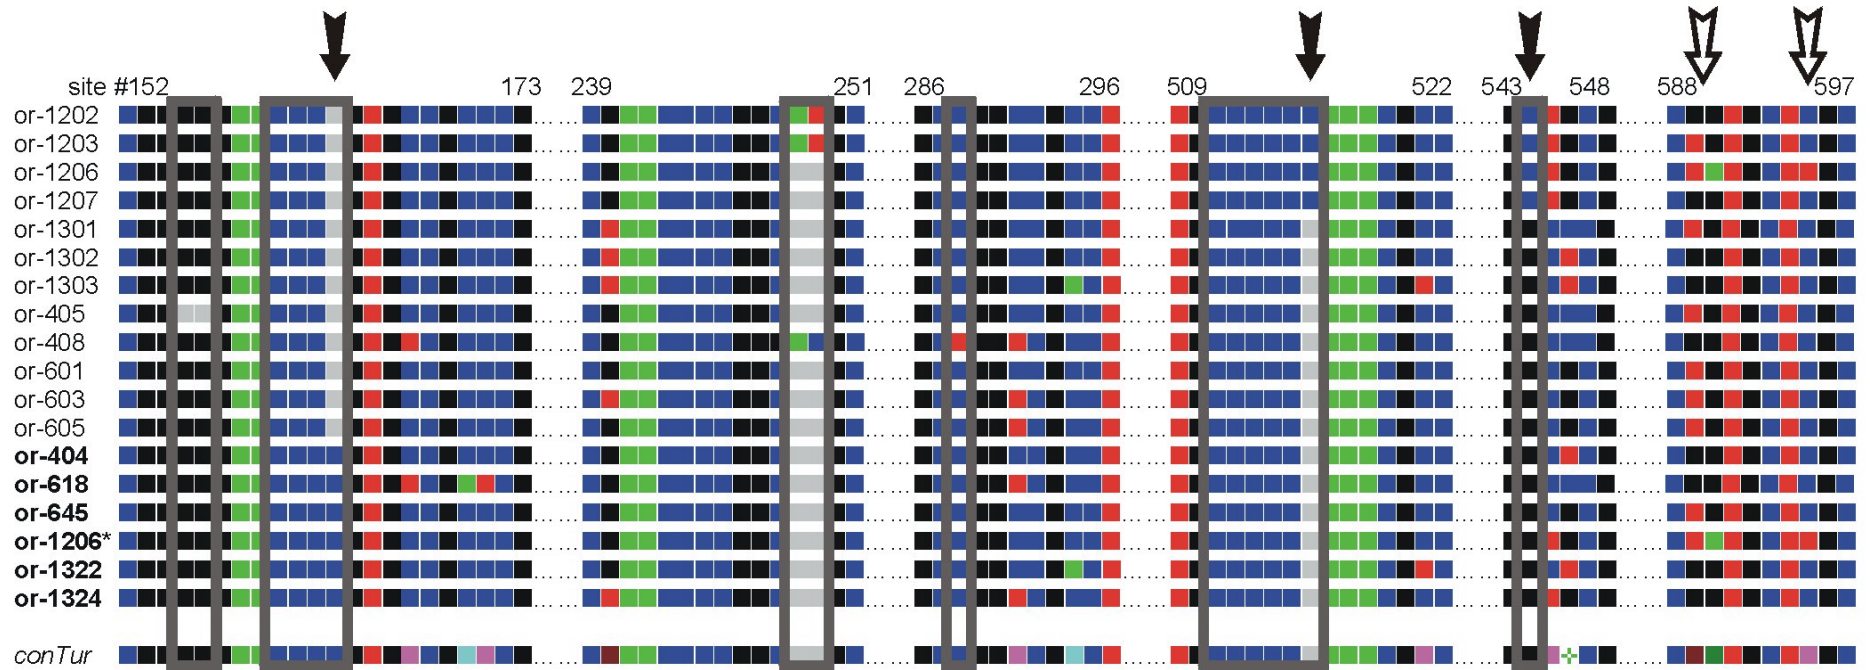 site #152 173 239 251 286 296 509 522 543 548 588 597
or-1202
or-1203
or-1206
or-1207
or-1301
or-1302
or-1303
or-405
or-408
or-601
or-603
or-605
or-404
or-618
or-645
or-1206*
or-1322
or-1324
conTur